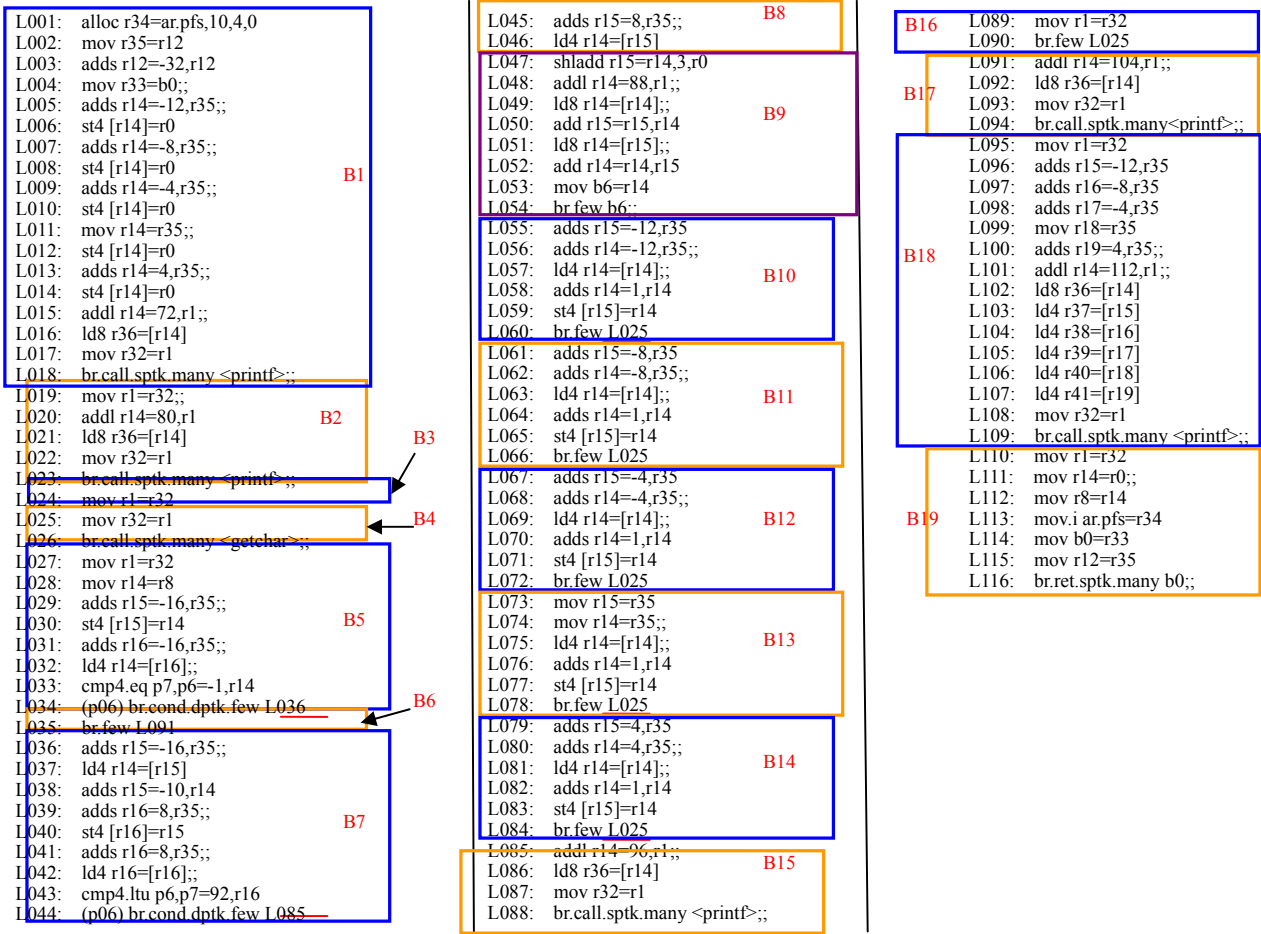 L001: alloc r34=ar.pfs,10,4,0
L002: mov r35=r12
L003: adds r12=-32,r12
L004: mov r33=b0;;
L005: adds r14=-12,r35;;
L006: st4 [r14]=r0
L007: adds r14=-8,r35;;
L008: st4 [r14]=r0
B1
L009: adds r14=-4,r35;;
L010: st4 [r14]=r0
L011: mov r14=r35;;
L012: st4 [r14]=r0
L013: adds r14=4,r35;;
L014: st4 [r14]=r0
L015: addl r14=72,r1;;
L016: ld8 r36=[r14]
L017: mov r32=r1
L018: br.call.sptk.many <printf>;;
L019: mov r1=r32;;
L020: addl r14=80,r1
B2
L021: ld8 r36=[r14]
B3
L022: mov r32=r1
L023: br.call.sptk.many <printf>;;
L024: mov r1=r32
L025: mov r32=r1
B4
L026: br.call.sptk.many <getchar>;;
L027: mov r1=r32
L028: mov r14=r8
L029: adds r15=-16,r35;;
L030: st4 [r15]=r14
B5
L031: adds r16=-16,r35;;
L032: ld4 r14=[r16];;
L033: cmp4.eq p7,p6=-1,r14
L034: (p06) br.cond.dptk.few L036
B6
L035: br.few L091
L036: adds r15=-16,r35;;
L037: ld4 r14=[r15]
L038: adds r15=-10,r14
L039: adds r16=8,r35;;
L040: st4 [r16]=r15
B7
L041: adds r16=8,r35;;
L042: ld4 r16=[r16];;
L043: cmp4.ltu p6,p7=92,r16
L044: (p06) br.cond.dptk.few L085
B8
L045: adds r15=8,r35;;
L046: ld4 r14=[r15]
L047: shladd r15=r14,3,r0
L048: addl r14=88,r1;;
L049: ld8 r14=[r14];;
B9
L050: add r15=r15,r14
L051: ld8 r14=[r15];;
L052: add r14=r14,r15
L053: mov b6=r14
L054: br.few b6;;
L055: adds r15=-12,r35
L056: adds r14=-12,r35;;
L057: ld4 r14=[r14];;
B10
L058: adds r14=1,r14
L059: st4 [r15]=r14
L060: br.few L025
L061: adds r15=-8,r35
L062: adds r14=-8,r35;;
L063: ld4 r14=[r14];;
B11
L064: adds r14=1,r14
L065: st4 [r15]=r14
L066: br.few L025
L067: adds r15=-4,r35
L068: adds r14=-4,r35;;
L069: ld4 r14=[r14];;
B12
L070: adds r14=1,r14
L071: st4 [r15]=r14
L072: br.few L025
L073: mov r15=r35
L074: mov r14=r35;;
L075: ld4 r14=[r14];;
B13
L076: adds r14=1,r14
L077: st4 [r15]=r14
L078: br.few L025
L079: adds r15=4,r35
L080: adds r14=4,r35;;
L081: ld4 r14=[r14];;
B14
L082: adds r14=1,r14
L083: st4 [r15]=r14
L084: br.few L025
L085: addl r14=96,r1;;
B15
L086: ld8 r36=[r14]
L087: mov r32=r1
L088: br.call.sptk.many <printf>;;
B16
L089: mov r1=r32
L090: br.few L025
L091: addl r14=104,r1;;
L092: ld8 r36=[r14]
B17
L093: mov r32=r1
L094: br.call.sptk.many<printf>;;
L095: mov r1=r32
L096: adds r15=-12,r35
L097: adds r16=-8,r35
L098: adds r17=-4,r35
L099: mov r18=r35
L100: adds r19=4,r35;;
B18
L101: addl r14=112,r1;;
L102: ld8 r36=[r14]
L103: ld4 r37=[r15]
L104: ld4 r38=[r16]
L105: ld4 r39=[r17]
L106: ld4 r40=[r18]
L107: ld4 r41=[r19]
L108: mov r32=r1
L109: br.call.sptk.many <printf>;;
L110: mov r1=r32
L111: mov r14=r0;;
L112: mov r8=r14
B19
L113: mov.i ar.pfs=r34
L114: mov b0=r33
L115: mov r12=r35
L116: br.ret.sptk.many b0;;